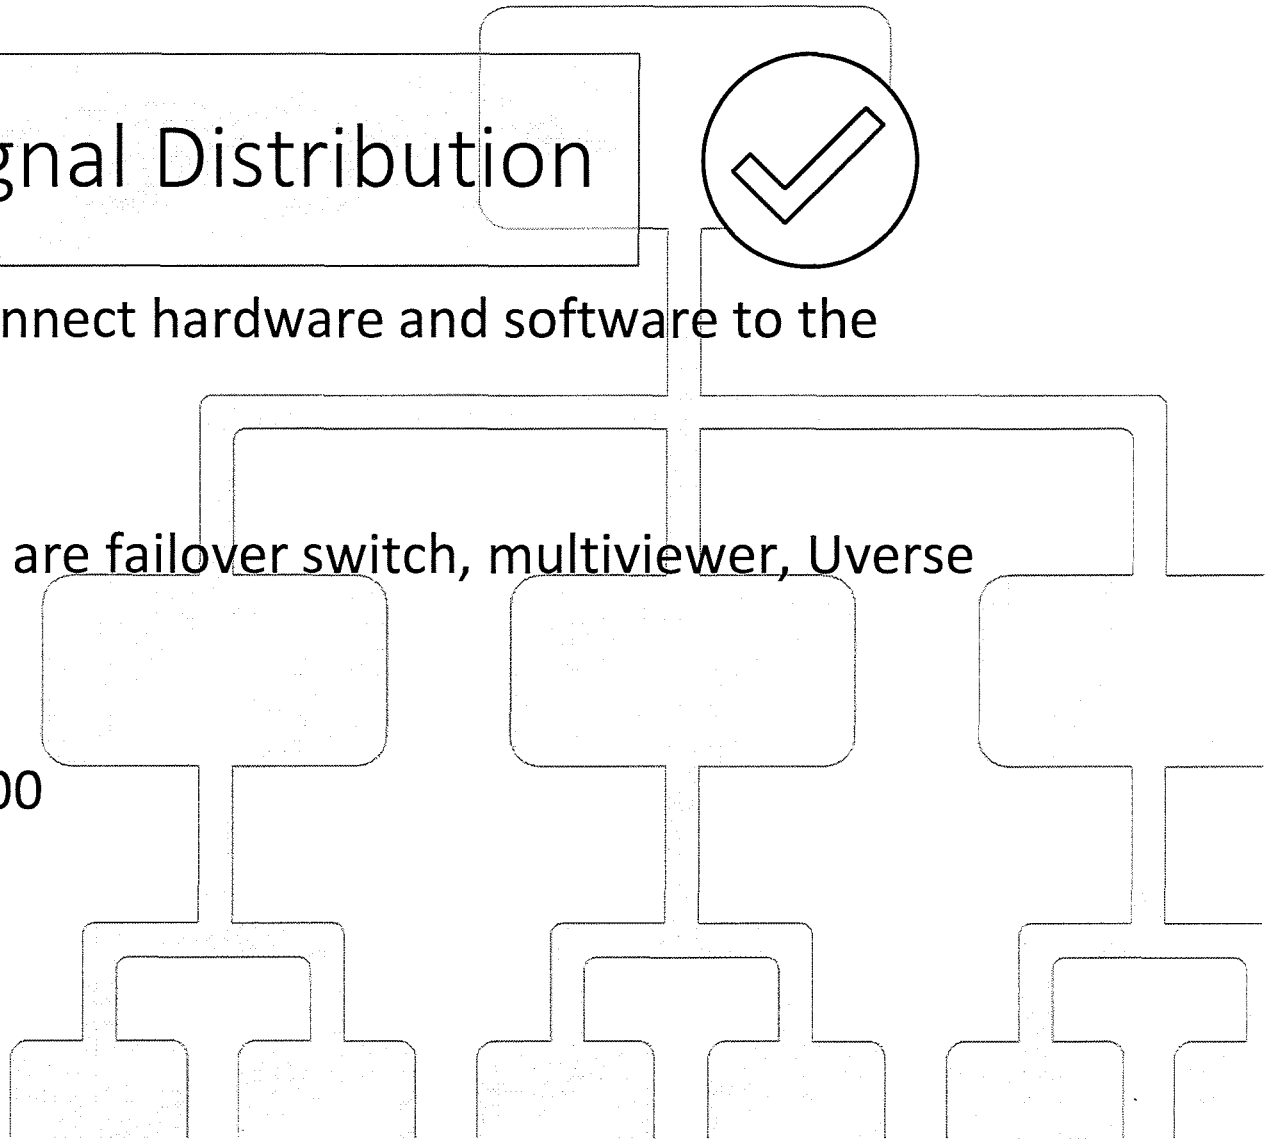 gnal Distribution
nnect hardware and software to the
are failover switch, multiviewer, Uverse
00